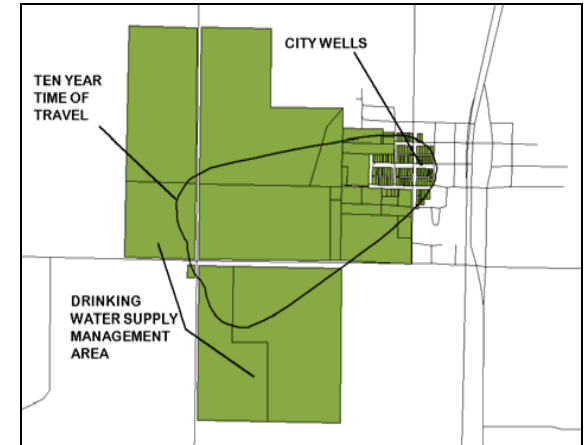 CITY WELLS
TEN YEAR
TIME OF
TRAVEL
DRINKING
WATER SUPPLY
MANAGEMENT
AREA